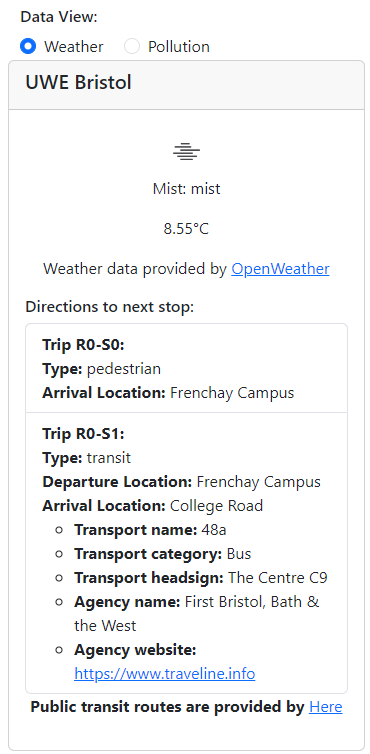 Data View:
Weather Pollution
UWE Bristol
Mist: mist
8.55°C
Weather data provided by OpenWeather
Directions to next stop:
Trip R0-S0:
Type: pedestrian
Arrival Location: Frenchay Campus
Trip R0-S1:
Type: transit
Departure Location: Frenchay Campus
Arrival Location: College Road
Transport name: 48a
Transport category: Bus
Transport headsign: The Centre C9
Agency name: First Bristol, Bath &
the West
Agency website:
https://www.traveline.info
Public transit routes are provided by Here